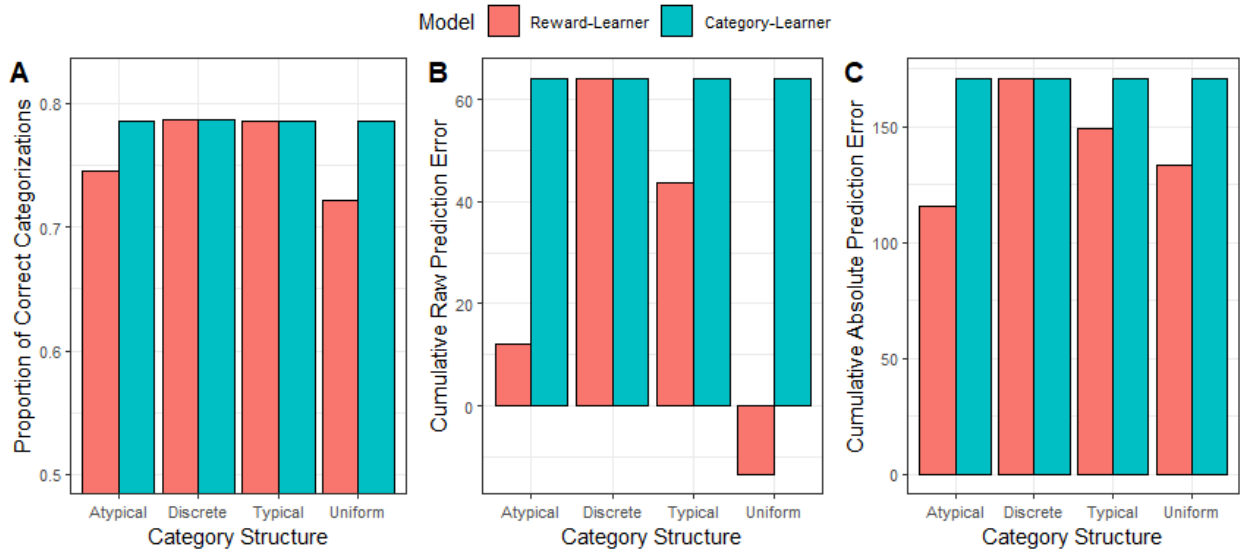 Model Reward-Learner Category-Learner
A
Proportion of Correct Categorizations
0.8
0.7
0.6
0.5
Atypical Discrete Typical Uniform
Category Structure
B
Cumulative Raw Prediction Error
60
40
20
0
Atypical Discrete Typical Uniform
Category Structure
C
Cumulative Absolute Prediction Error
150
100
50
0
Atypical Discrete Typical Uniform
Category Structure